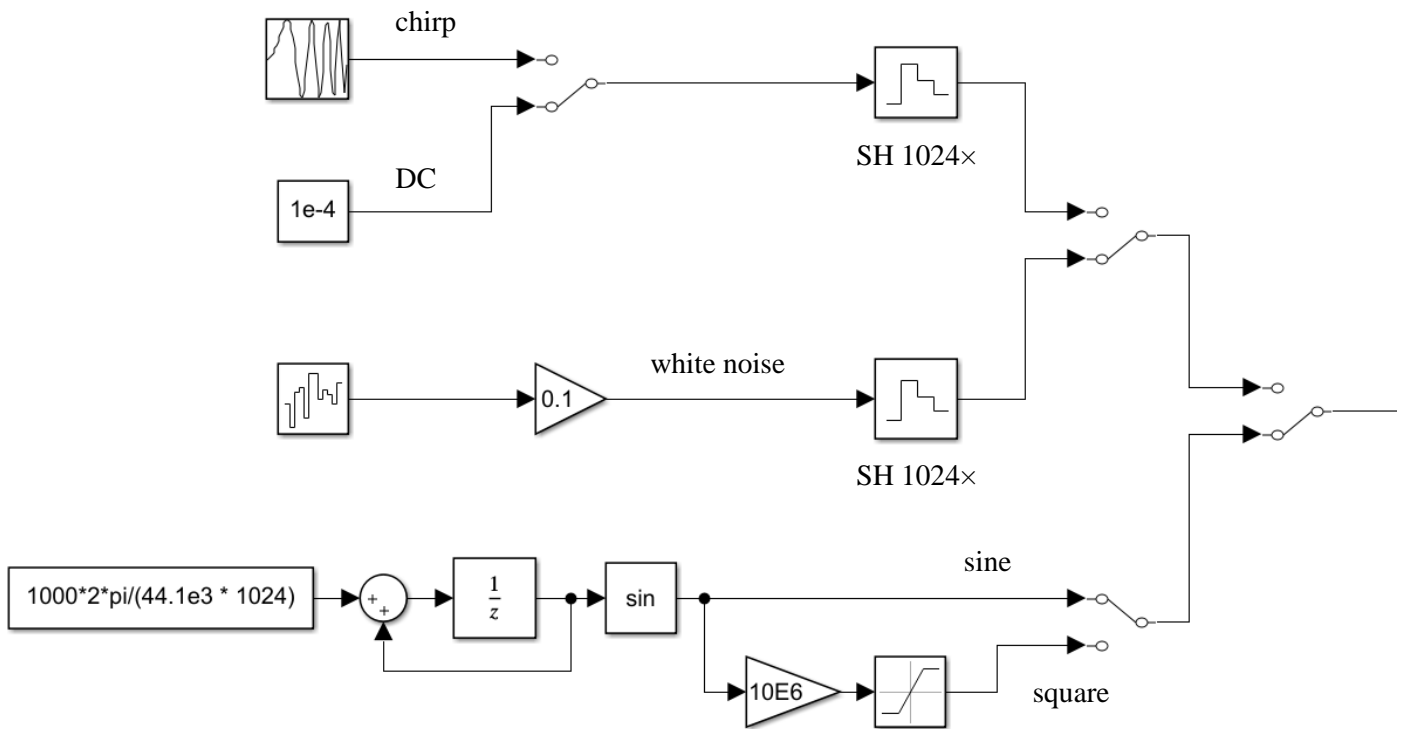 chirp
SH 1024×
DC
1e-4
white noise
0.1
SH 1024×
sine
1000*2*pi/(44.1e3 * 1024)
+
+
1
z
sin
10E6
square